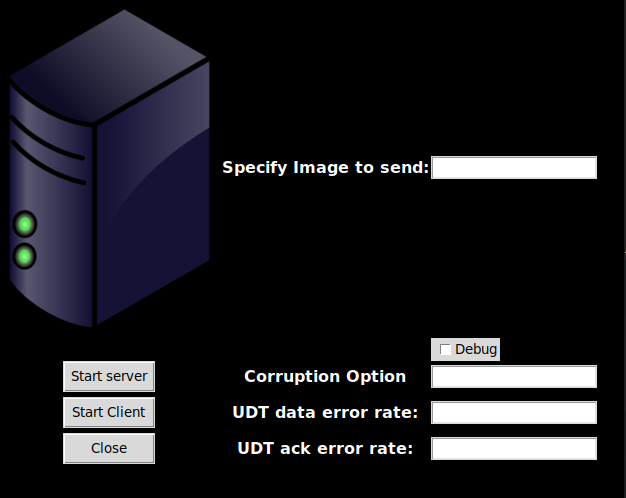 Specify Image to send:
Debug
Start server
Corruption Option
Start Client
UDT data error rate:
Close
UDT ack error rate: